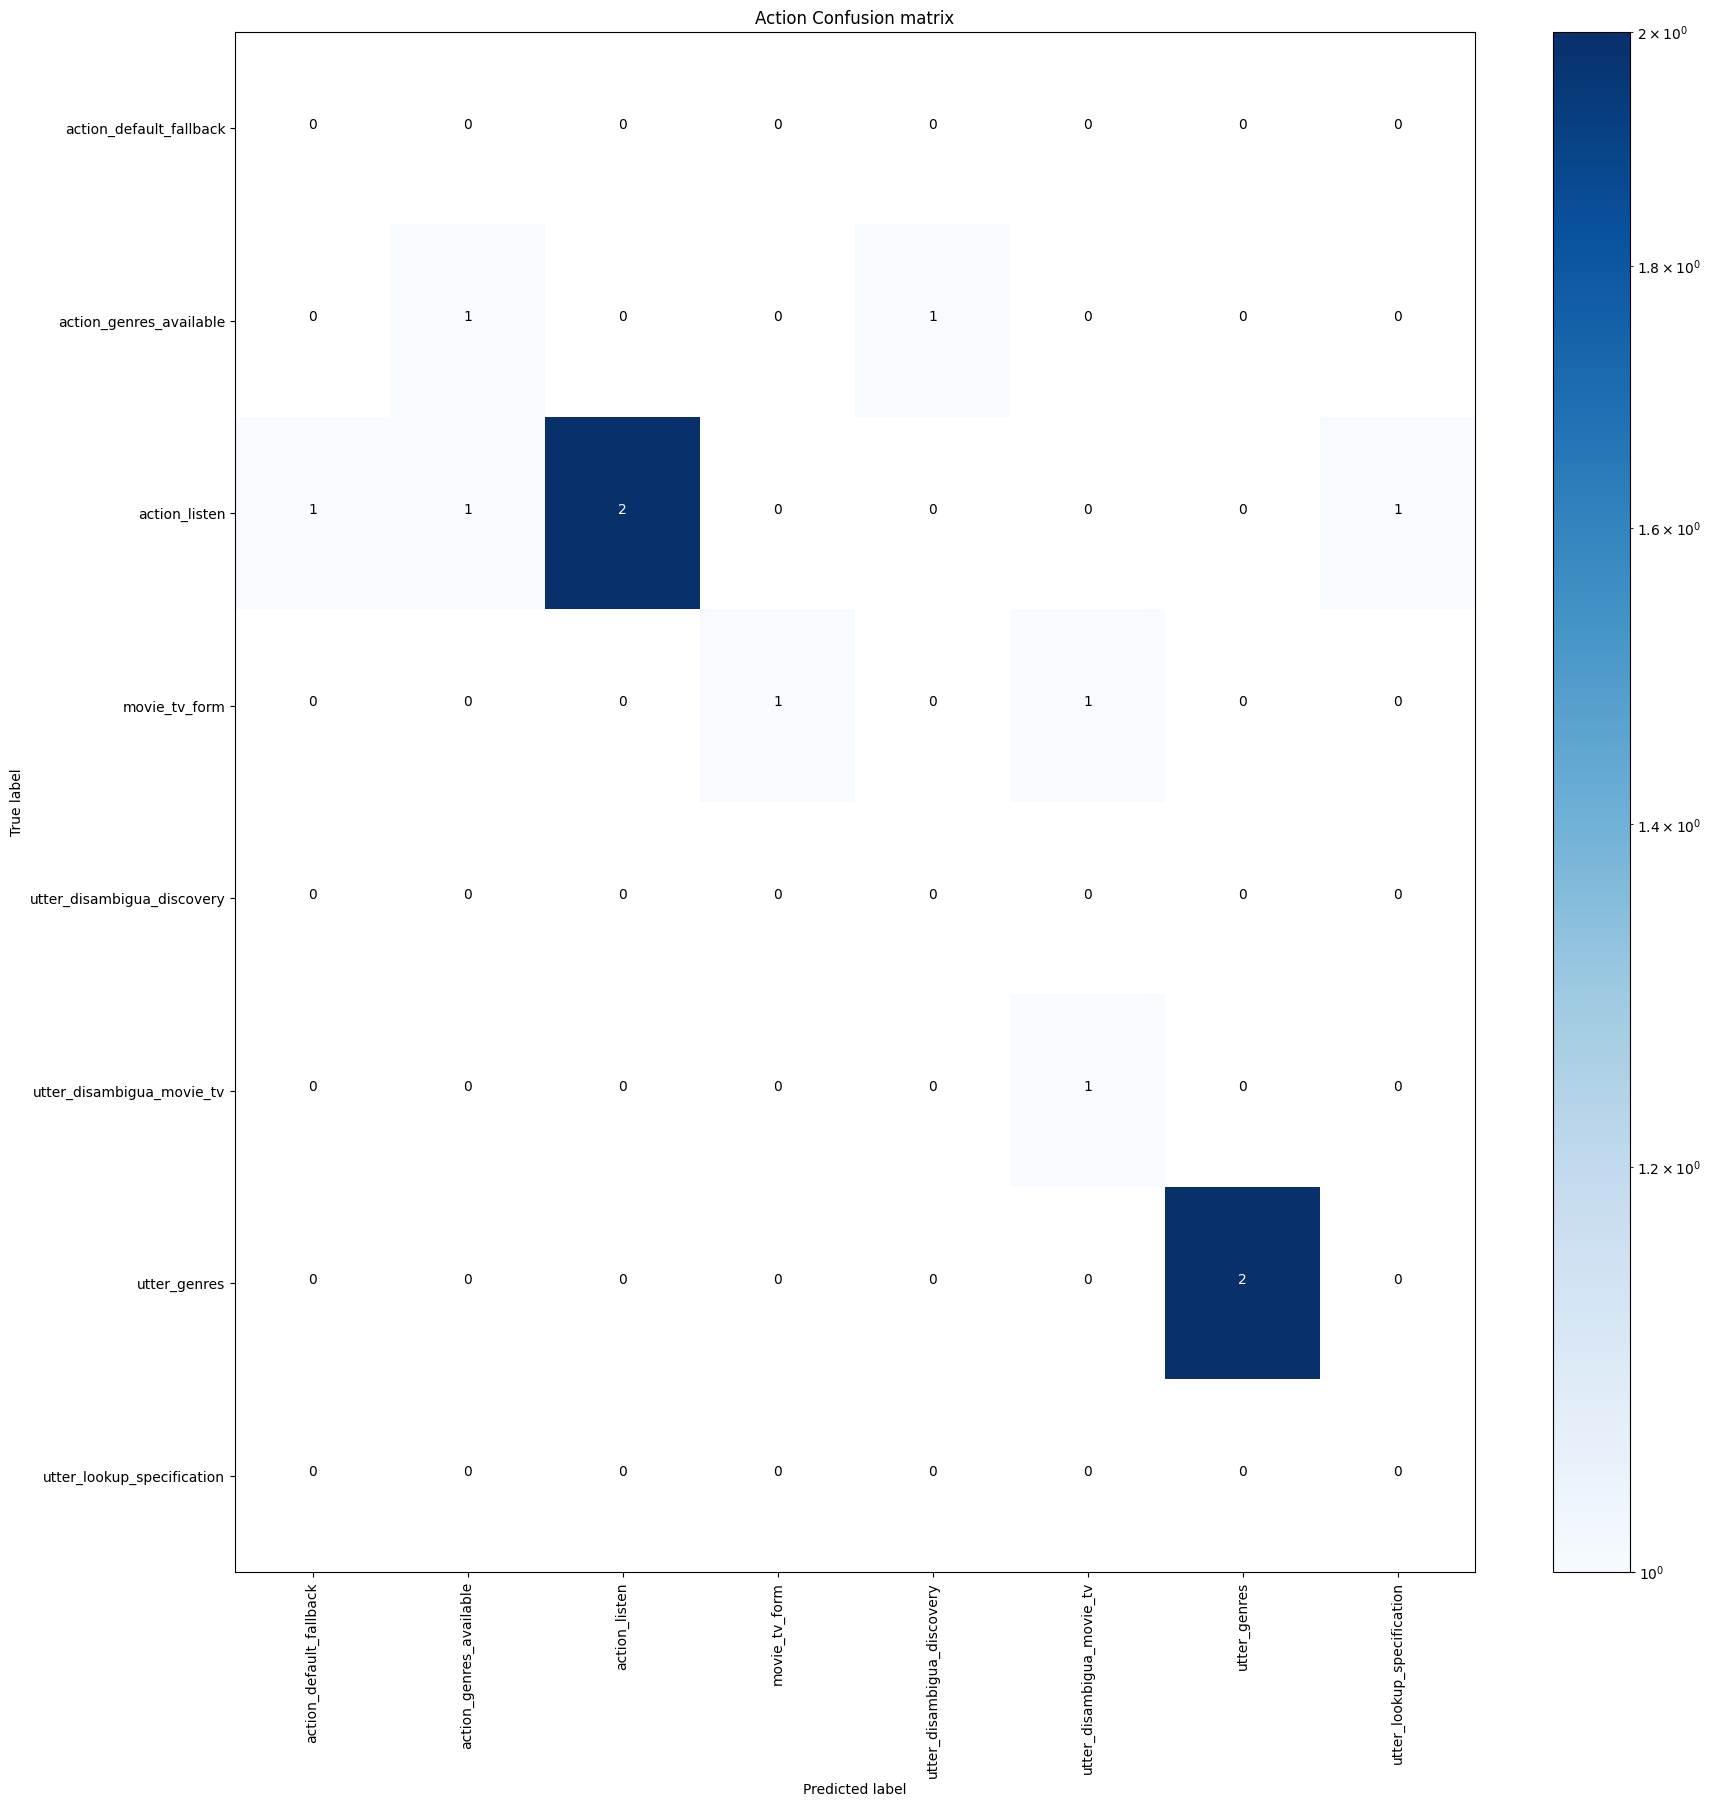 Action Confusion matrix
action_default_fallback 0 0 0 0 0 0 0 0
action_genres_available 0 1 0 0 1 0 0 0
action_listen 1 1 2 0 0 0 0 1
movie_tv_form 0 0 0 1 0 1 0 0
utter_disambigua_discovery 0 0 0 0 0 0 0 0
utter_disambigua_movie_tv 0 0 0 0 0 1 0 0
utter_genres 0 0 0 0 0 0 2 0
utter_lookup_specification 0 0 0 0 0 0 0 0
True label
action_default_fallback
action_genres_available
action_listen
movie_tv_form
utter_disambigua_discovery
utter_disambigua_movie_tv
utter_genres
utter_lookup_specification
Predicted label
2 × 10⁰
1.8 × 10⁰
1.6 × 10⁰
1.4 × 10⁰
1.2 × 10⁰
10⁰